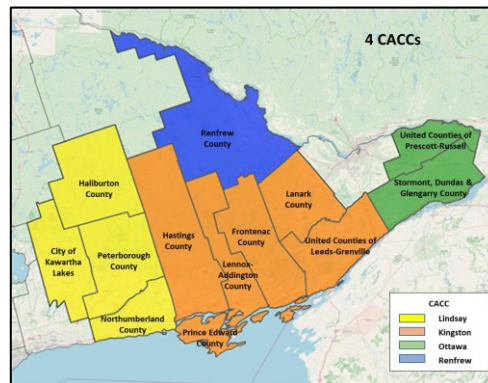 4 CACCs
Renfrew
County
United Counties of
Prescott-Russell
Stormont, Dundas &
Glengarry County
Haliburton
County
Lanark
County
Hastings
County
Frontenac
County
City of
Kawartha
Lakes
Peterborough
County
United Counties of
Leeds-Grenville
Lennox-
Addington
County
Northumberland
County
Prince Edward
County
CACC
Lindsay
Kingston
Ottawa
Renfrew